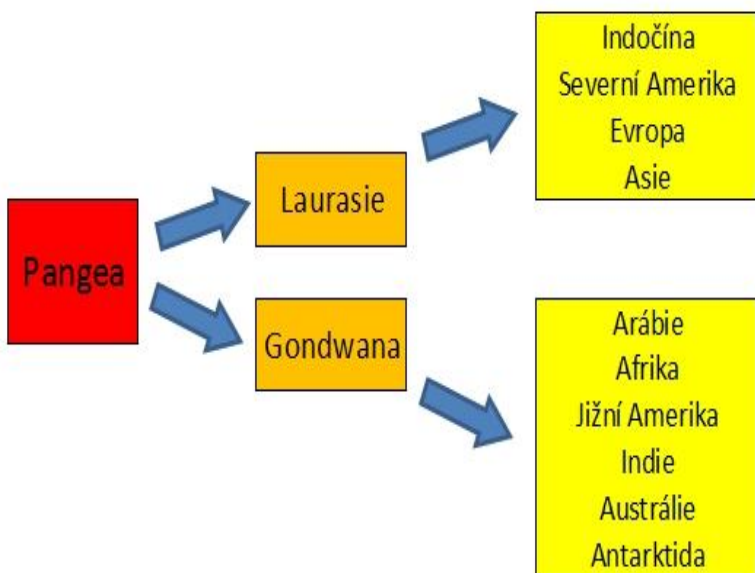 Pangea
Laurasie
Gondwana
Indočína
Severní Amerika
Evropa
Asie
Arábie
Afrika
Jižní Amerika
Indie
Austrálie
Antarktida